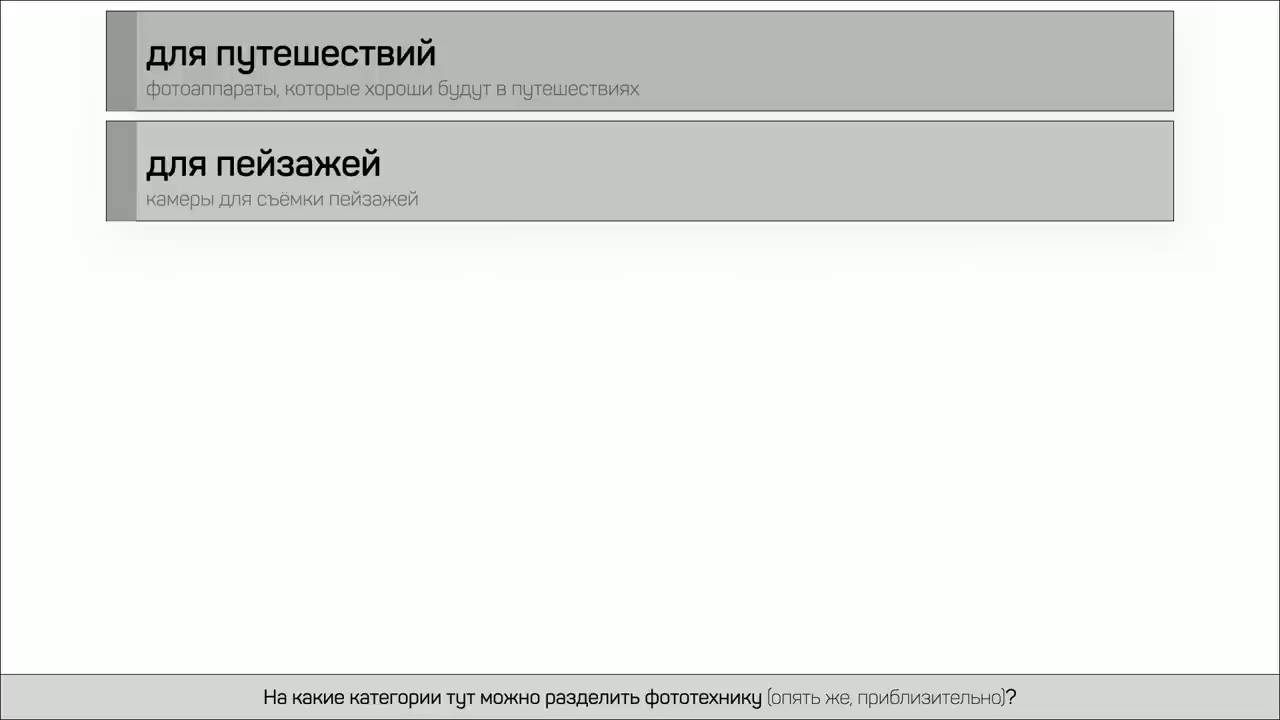 для путешествий
фотоаппараты, которые хороши будут в путешествиях
для пейзажей
камеры для съёмки пейзажей
На какие категории тут можно разделить фототехнику (опять же, приблизительно)?